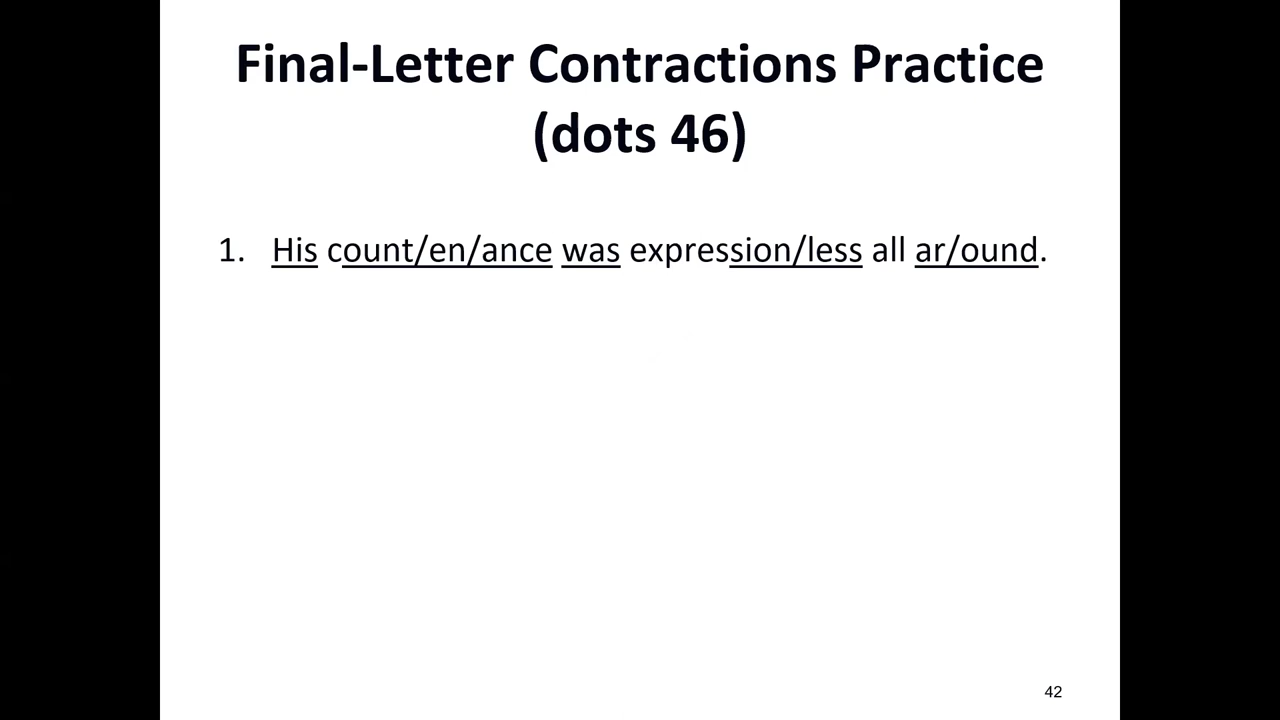 Final-Letter Contractions Practice
(dots 46)
1. His count/en/ance was expression/less all ar/ound.
42